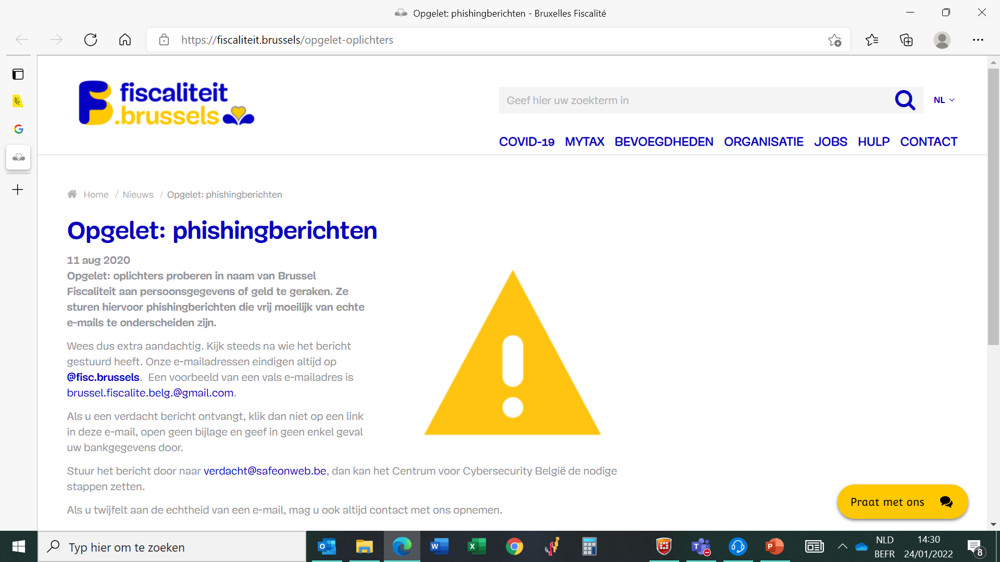 Opgelet: phishingberichten - Bruxelles Fiscalité
https://fiscaliteit.brussels/opgelet-oplichters
fiscaliteit
.brussels
Geef hier uw zoekterm in
NL
COVID-19 MYTAX BEVOEGDHEDEN ORGANISATIE JOBS HULP CONTACT
Home / Nieuws / Opgelet: phishingberichten
Opgelet: phishingberichten
11 aug 2020
Opgelet: oplichters proberen in naam van Brussel
Fiscaliteit aan persoonsgegevens of geld te geraken. Ze
sturen hiervoor phishingberichten die vrij moeilijk van echte
e-mails te onderscheiden zijn.
Wees dus extra aandachtig. Kijk steeds na wie het bericht
gestuurd heeft. Onze e-mailadressen eindigen altijd op
@fisc.brussels. Een voorbeeld van een vals e-mailadres is
brussel.fiscalite.belg.@gmail.com.
Als u een verdacht bericht ontvangt, klik dan niet op een link
in deze e-mail, open geen bijlage en geef in geen enkel geval
uw bankgegevens door.
Stuur het bericht door naar verdacht@safeonweb.be, dan kan het Centrum voor Cybersecurity België de nodige
stappen zetten.
Als u twijfelt aan de echtheid van een e-mail, mag u ook altijd contact met ons opnemen.
Praat met ons
Typ hier om te zoeken
NLD
BEFR
14:30
24/01/2022
8